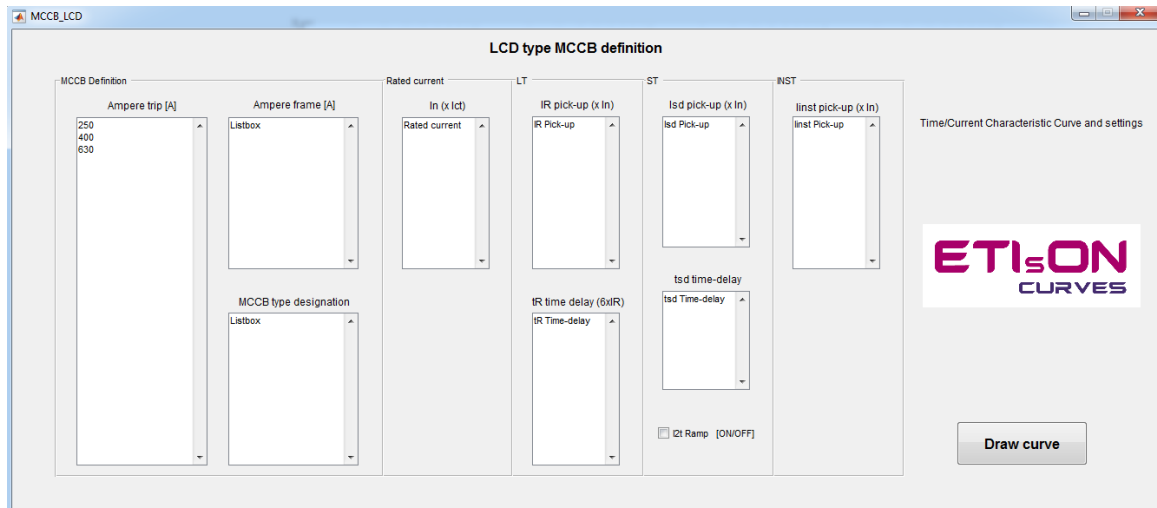 MCCB_LCD
LCD type MCCB definition
MCCB Definition
Ampere trip [A]
250
400
630
Ampere frame [A]
Listbox
MCCB type designation
Listbox
Rated current
In (x Ict)
Rated current
LT
IR pick-up (x In)
IR Pick-up
tR time delay (6xIR)
tR Time-delay
ST
Isd pick-up (x In)
Isd Pick-up
tsd time-delay
tsd Time-delay
I2t Ramp [ON/OFF]
INST
Iinst pick-up (x In)
Iinst Pick-up
Time/Current Characteristic Curve and settings
ETIsON
CURVES
Draw curve